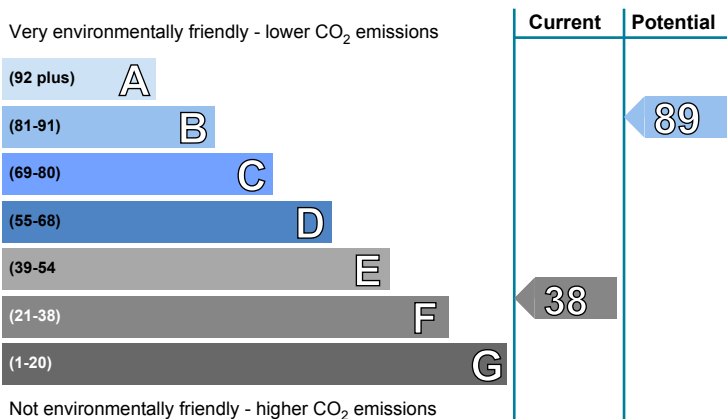 Current Potential
Very environmentally friendly - lower CO2 emissions
(92 plus) A
(81-91) B
89
(69-80) C
(55-68) D
(39-54 E
38
(21-38) F
(1-20) G
Not environmentally friendly - higher CO2 emissions